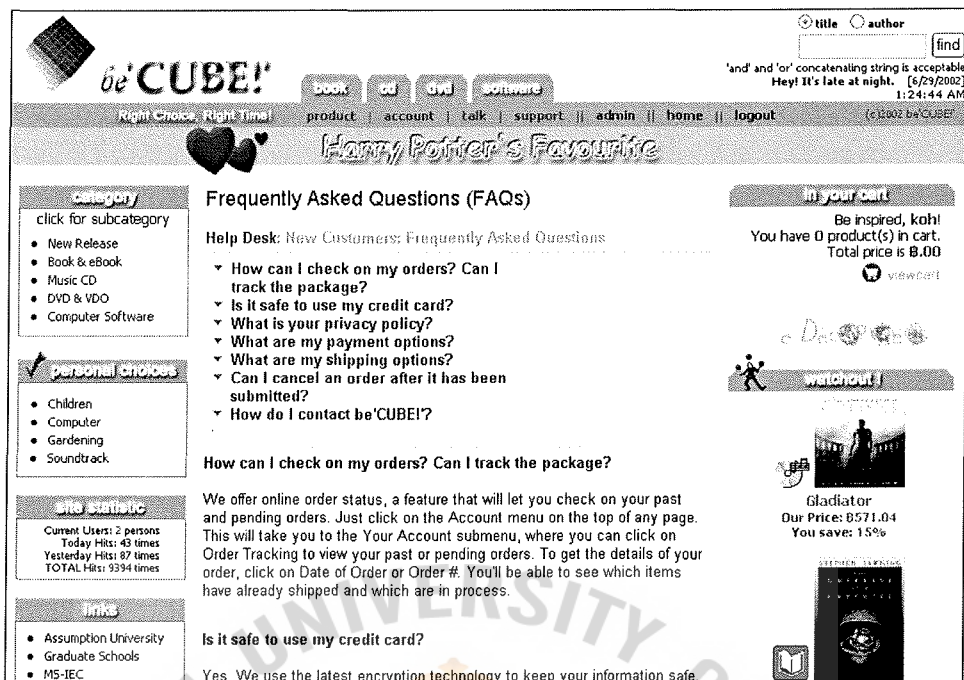 title author
find
'and' and 'or' concatenating string is acceptable
Hey! It's late at night. [6/29/2002]
1:24:44 AM
be'CUBE!'
book cd dvd software
Right Choice, Right Time!
product | account | talk | support || admin || home || logout
(c)2002 be'CUBE!'
Harry Potter's Favourite
category
click for subcategory
• New Release
• Book & eBook
• Music CD
• DVD & VDO
• Computer Software
personal choices
• Children
• Computer
• Gardening
• Soundtrack
site statistic
Current Users: 2 persons
Today Hits: 43 times
Yesterday Hits: 87 times
TOTAL Hits: 9394 times
links
• Assumption University
• Graduate Schools
• MS-IEC
Frequently Asked Questions (FAQs)
Help Desk: New Customers: Frequently Asked Questions
How can I check on my orders? Can I
track the package?
Is it safe to use my credit card?
What is your privacy policy?
What are my payment options?
What are my shipping options?
Can I cancel an order after it has been
submitted?
How do I contact be'CUBE!'?
How can I check on my orders? Can I track the package?
We offer online order status, a feature that will let you check on your past
and pending orders. Just click on the Account menu on the top of any page.
This will take you to the Your Account submenu, where you can click on
Order Tracking to view your past or pending orders. To get the details of your
order, click on Date of Order or Order #. You'll be able to see which items
have already shipped and which are in process.
Is it safe to use my credit card?
Yes. We use the latest encryption technology to keep your information safe.
in your cart
Be inspired, koh!
You have 0 product(s) in cart.
Total price is ฿.00
viewcart
watchout !
Gladiator
Our Price: ฿571.04
You save: 15%
STEPHEN HAWKING
UNIVERSITY